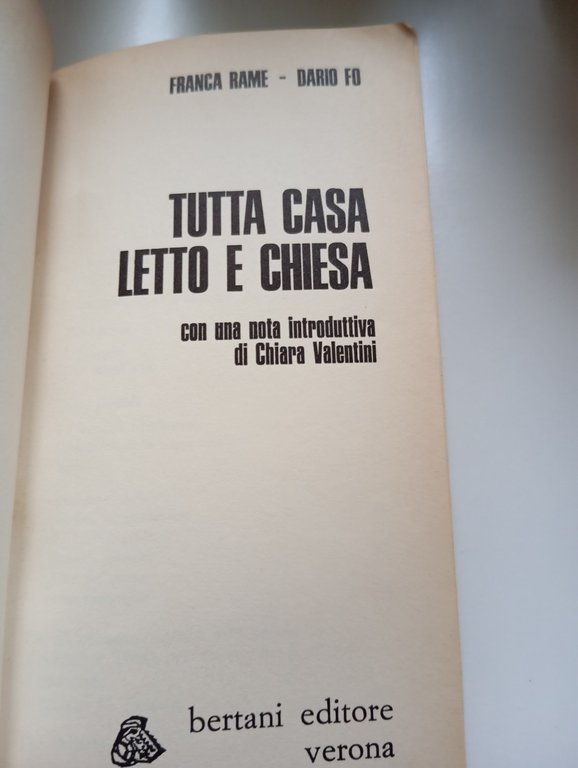 FRANCA RAME - DARIO FO
TUTTA CASA
LETTO E CHIESA
con una nota introduttiva
di Chiara Valentini
bertani editore
verona